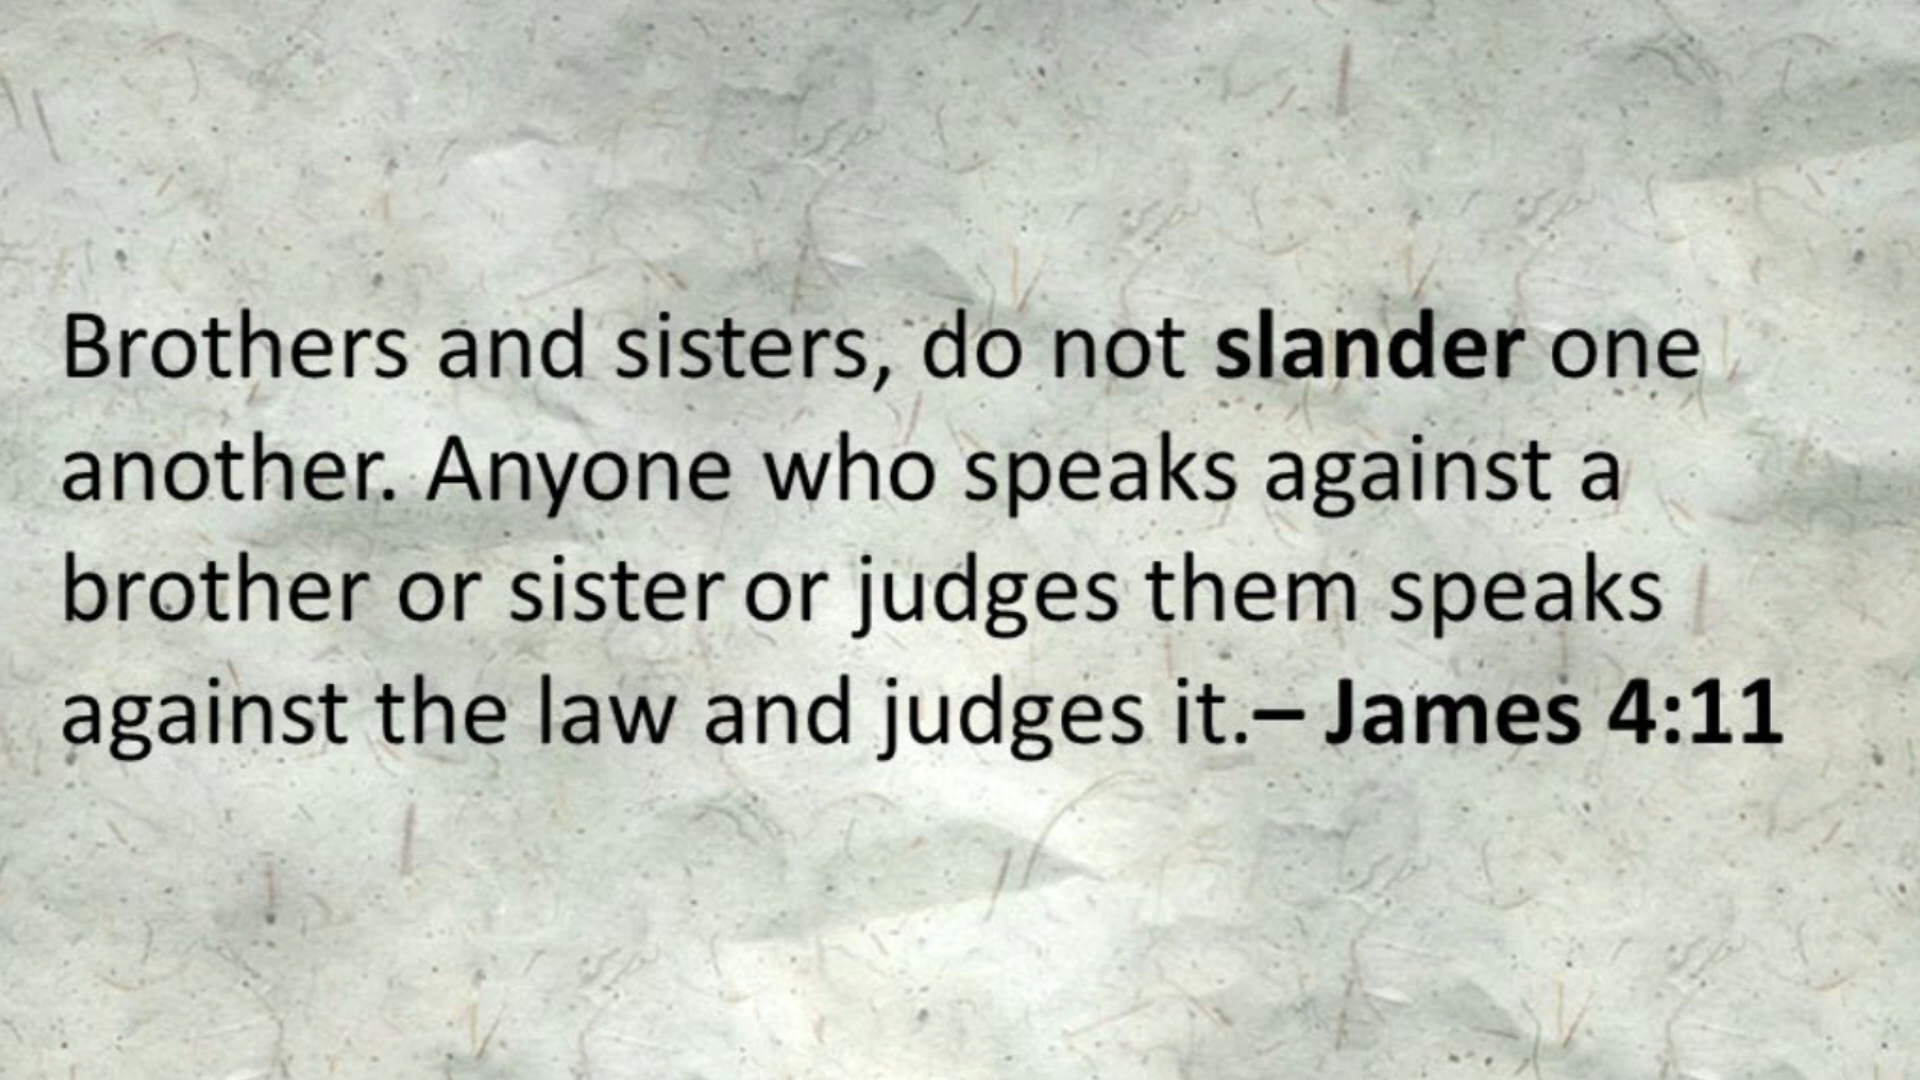 Brothers and sisters, do not slander one
another. Anyone who speaks against a
brother or sister or judges them speaks
against the law and judges it.– James 4:11